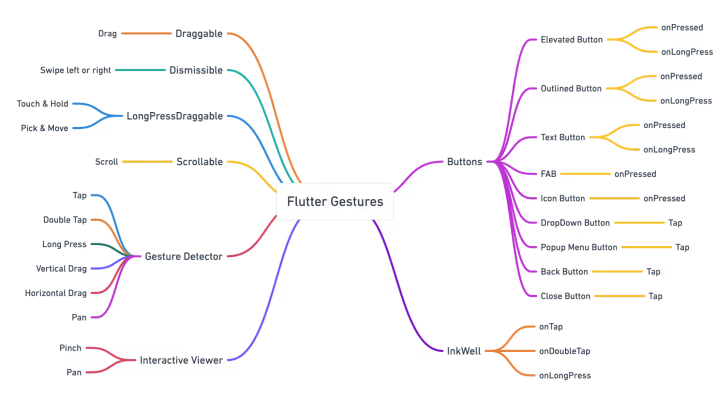 Flutter Gestures
Draggable
Drag
Dismissible
Swipe left or right
LongPressDraggable
Touch & Hold
Pick & Move
Scrollable
Scroll
Gesture Detector
Tap
Double Tap
Long Press
Vertical Drag
Horizontal Drag
Pan
Interactive Viewer
Pinch
Pan
Buttons
Elevated Button
onPressed
onLongPress
Outlined Button
onPressed
onLongPress
Text Button
onPressed
onLongPress
FAB
onPressed
Icon Button
onPressed
DropDown Button
Tap
Popup Menu Button
Tap
Back Button
Tap
Close Button
Tap
InkWell
onTap
onDoubleTap
onLongPress